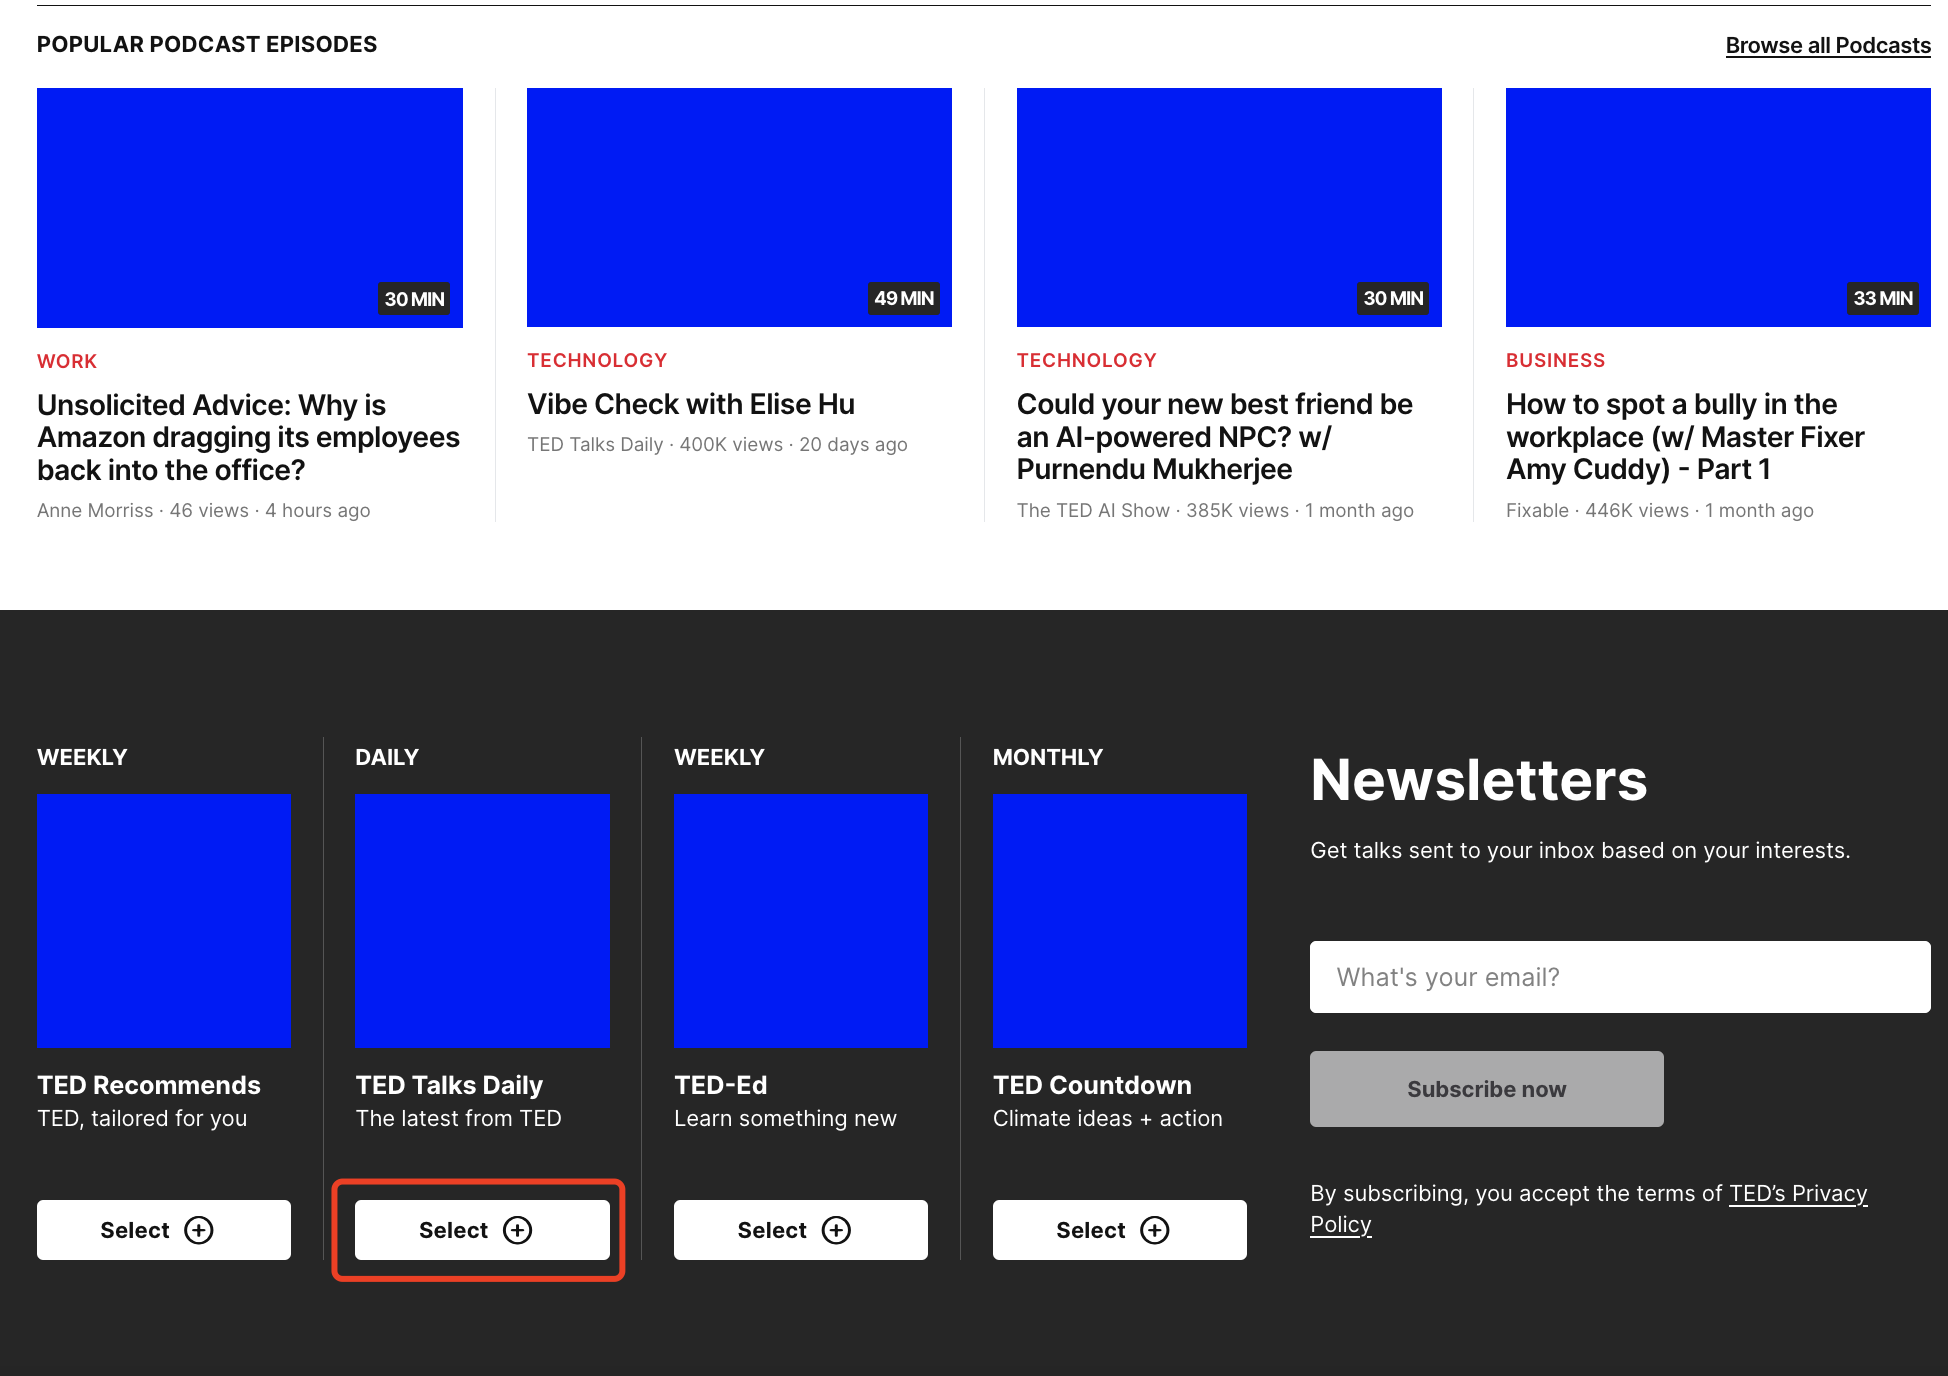 POPULAR PODCAST EPISODES
Browse all Podcasts
30 MIN
WORK
Unsolicited Advice: Why is
Amazon dragging its employees
back into the office?
Anne Morriss · 46 views · 4 hours ago
49 MIN
TECHNOLOGY
Vibe Check with Elise Hu
TED Talks Daily · 400K views · 20 days ago
30 MIN
TECHNOLOGY
Could your new best friend be
an AI-powered NPC? w/
Purnendu Mukherjee
The TED AI Show · 385K views · 1 month ago
33 MIN
BUSINESS
How to spot a bully in the
workplace (w/ Master Fixer
Amy Cuddy) - Part 1
Fixable · 446K views · 1 month ago
WEEKLY
TED Recommends
TED, tailored for you
Select
DAILY
TED Talks Daily
The latest from TED
Select
WEEKLY
TED-Ed
Learn something new
Select
MONTHLY
TED Countdown
Climate ideas + action
Select
Newsletters
Get talks sent to your inbox based on your interests.
What's your email?
Subscribe now
By subscribing, you accept the terms of TED’s Privacy
Policy